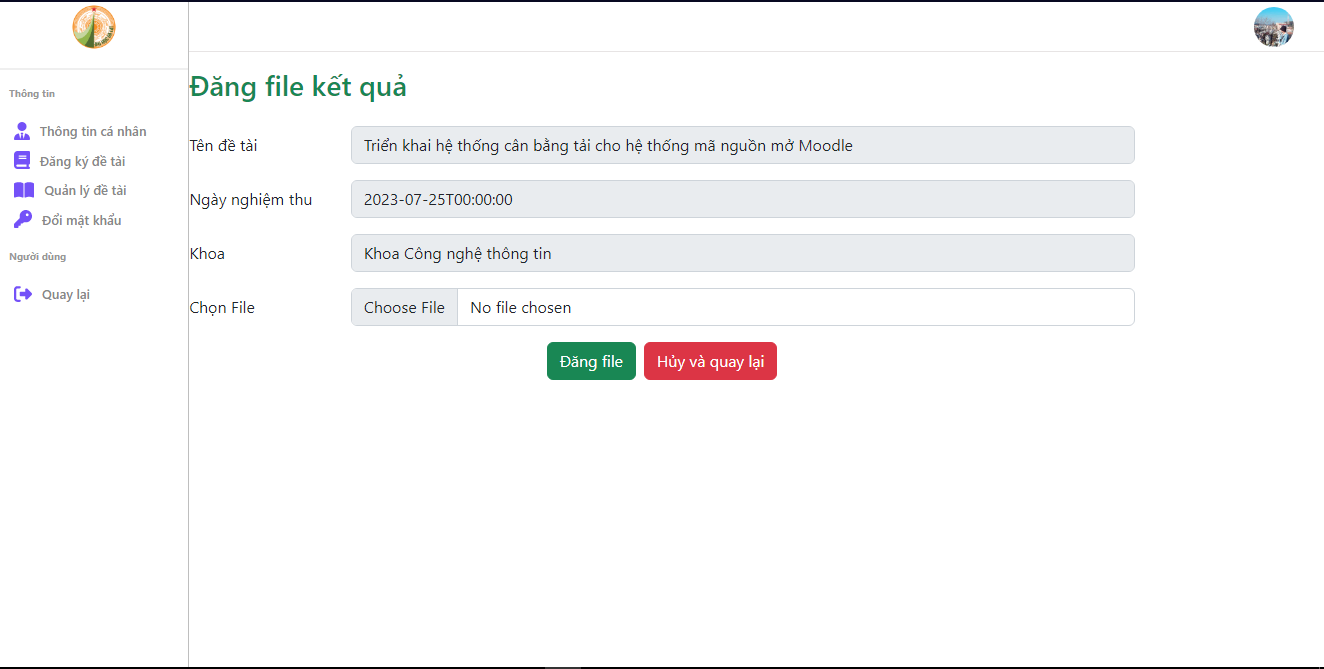 Thông tin
Thông tin cá nhân
Đăng ký đề tài
Quản lý đề tài
Đổi mật khẩu
Người dùng
Quay lại
Đăng file kết quả
Tên đề tài Triển khai hệ thống cân bằng tải cho hệ thống mã nguồn mở Moodle
Ngày nghiệm thu 2023-07-25T00:00:00
Khoa Khoa Công nghệ thông tin
Chọn File Choose File No file chosen
Đăng file Hủy và quay lại